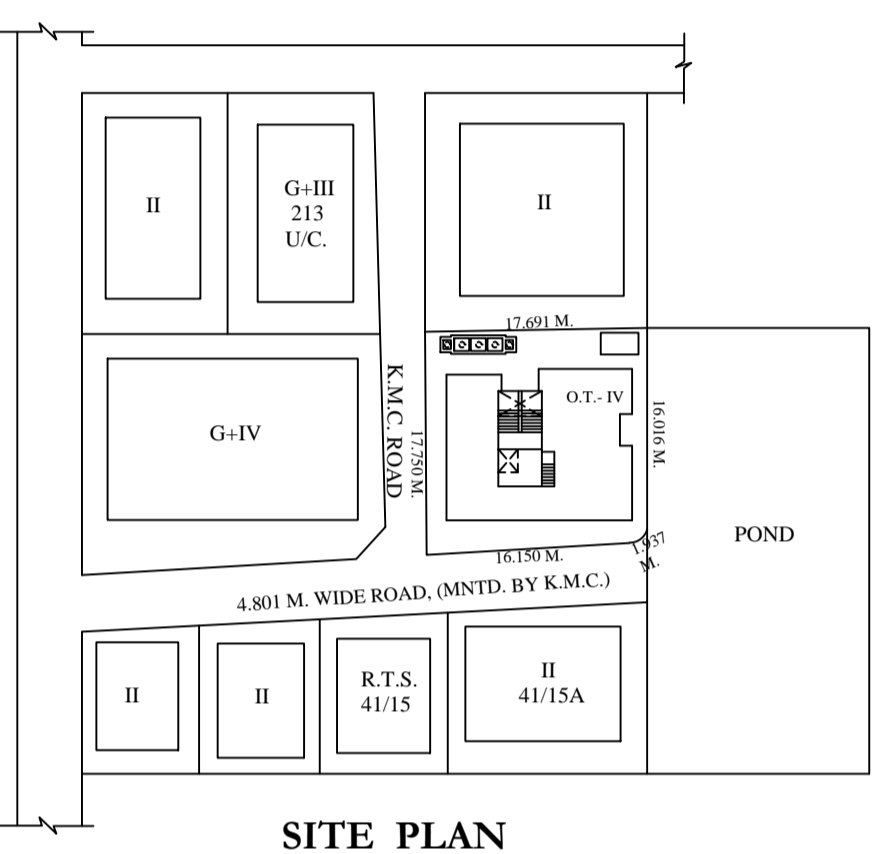 II
G+III
213
U/C.
II
17.691 M.
O.T.- IV
G+IV
K.M.C. ROAD
17.750 M.
16.016 M.
16.150 M.
1.937
M.
POND
4.801 M. WIDE ROAD, (MNTD. BY K.M.C.)
II
II
R.T.S.
41/15
II
41/15A
SITE PLAN